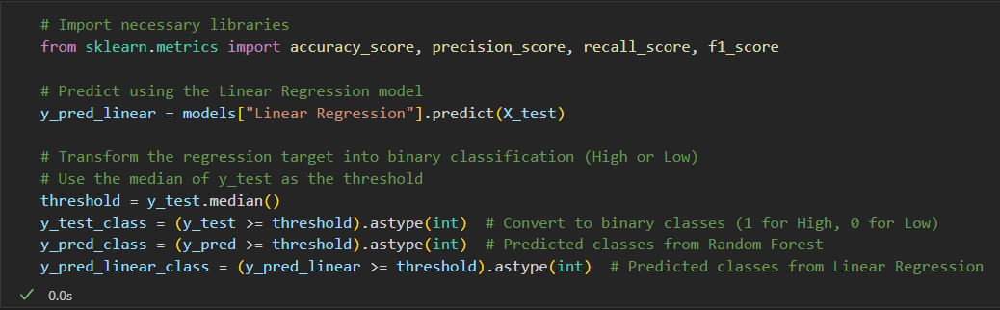 # Import necessary libraries
from sklearn.metrics import accuracy_score, precision_score, recall_score, f1_score
# Predict using the Linear Regression model
y_pred_linear = models["Linear Regression"].predict(X_test)
# Transform the regression target into binary classification (High or Low)
# Use the median of y_test as the threshold
threshold = y_test.median()
y_test_class = (y_test >= threshold).astype(int)  # Convert to binary classes (1 for High, 0 for Low)
y_pred_class = (y_pred >= threshold).astype(int)  # Predicted classes from Random Forest
y_pred_linear_class = (y_pred_linear >= threshold).astype(int)  # Predicted classes from Linear Regression
✓ 0.0s